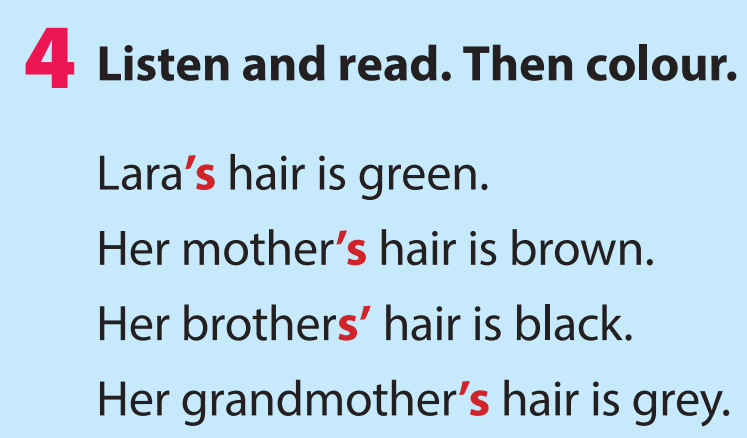 4 Listen and read. Then colour.
Lara’s hair is green.
Her mother’s hair is brown.
Her brothers’ hair is black.
Her grandmother’s hair is grey.